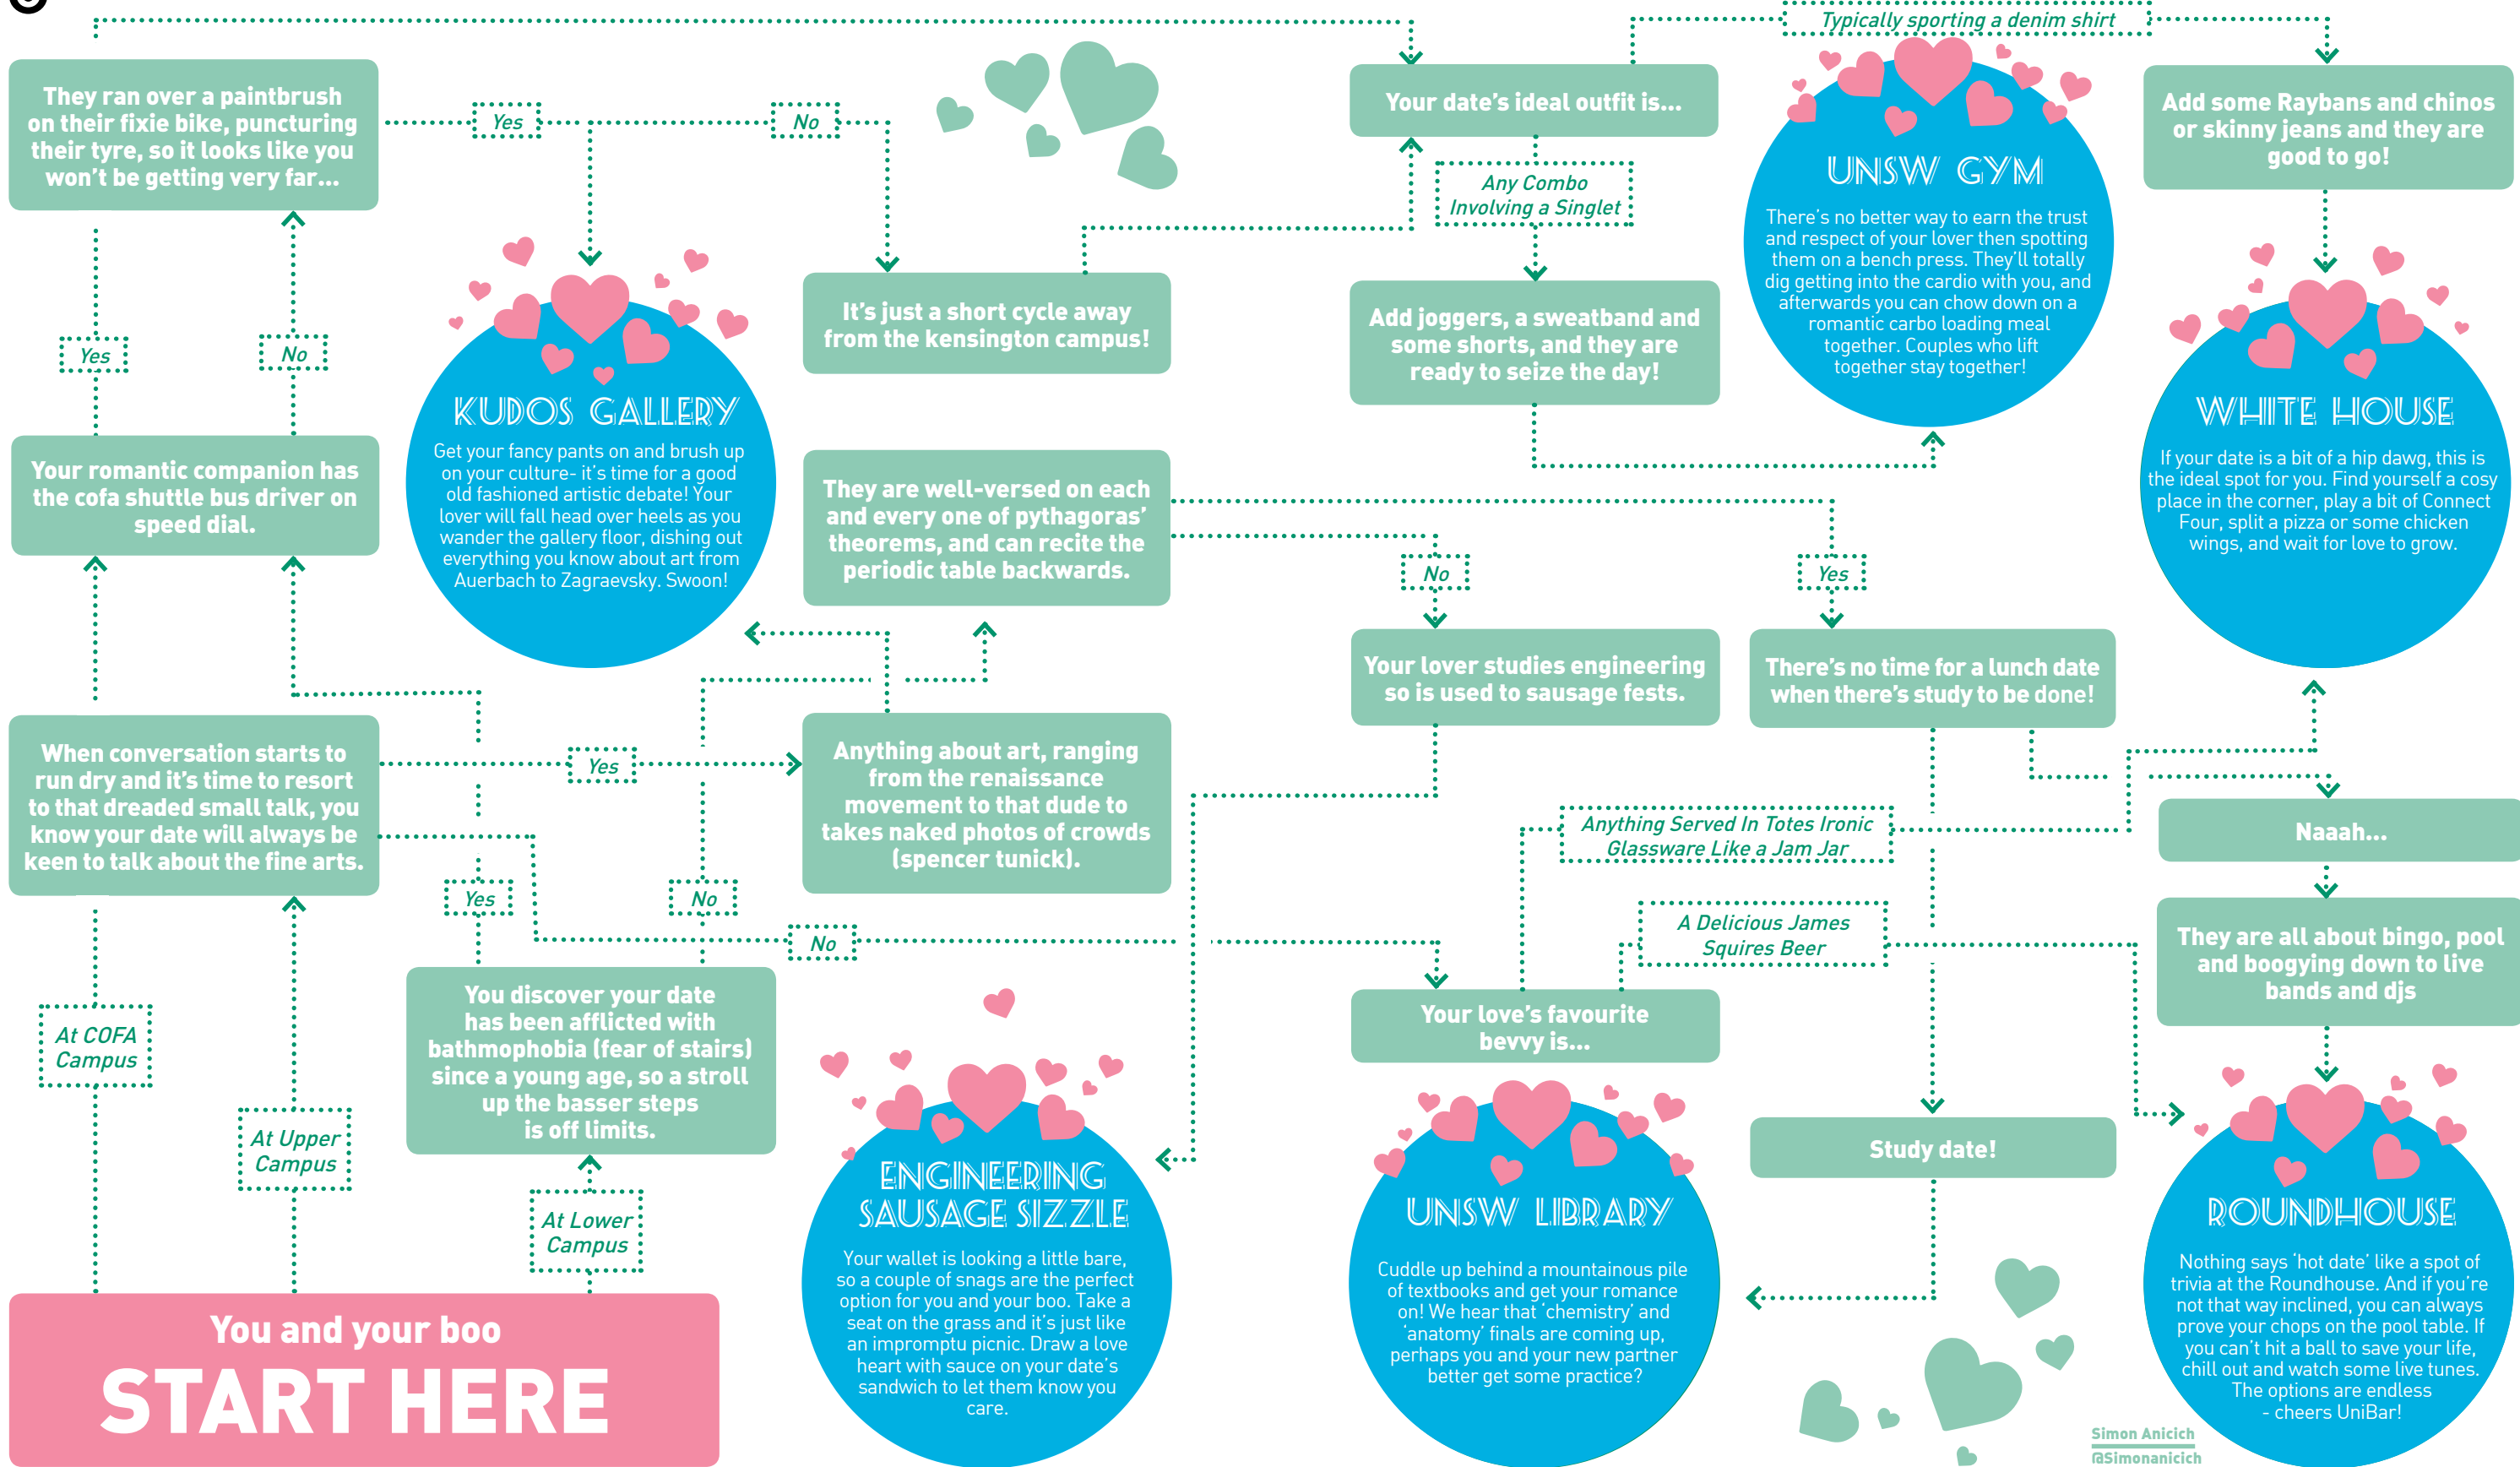 Typically sporting a denim shirt
They ran over a paintbrush
on their fixie bike, puncturing
their tyre, so it looks like you
won't be getting very far...
Yes
No
Your date's ideal outfit is...
Any Combo
Involving a Singlet
UNSW GYM
There's no better way to earn the trust
and respect of your lover then spotting
them on a bench press. They'll totally
dig getting into the cardio with you, and
afterwards you can chow down on a
romantic carbo loading meal
together. Couples who lift
together stay together!
Add some Raybans and chinos
or skinny jeans and they are
good to go!
It's just a short cycle away
from the kensington campus!
Add joggers, a sweatband and
some shorts, and they are
ready to seize the day!
Yes
No
KUDOS GALLERY
Get your fancy pants on and brush up
on your culture- it's time for a good
old fashioned artistic debate! Your
lover will fall head over heels as you
wander the gallery floor, dishing out
everything you know about art from
Auerbach to Zagraevsky. Swoon!
WHITE HOUSE
If your date is a bit of a hip dawg, this is
the ideal spot for you. Find yourself a cosy
place in the corner, play a bit of Connect
Four, split a pizza or some chicken
wings, and wait for love to grow.
Your romantic companion has
the cofa shuttle bus driver on
speed dial.
They are well-versed on each
and every one of pythagoras'
theorems, and can recite the
periodic table backwards.
No
Yes
Your lover studies engineering
so is used to sausage fests.
There's no time for a lunch date
when there's study to be done!
When conversation starts to
run dry and it's time to resort
to that dreaded small talk, you
know your date will always be
keen to talk about the fine arts.
Yes
Anything about art, ranging
from the renaissance
movement to that dude to
takes naked photos of crowds
(spencer tunick).
Anything Served In Totes Ironic
Glassware Like a Jam Jar
Naaah...
Yes
No
No
A Delicious James
Squires Beer
They are all about bingo, pool
and boogying down to live
bands and djs
At COFA
Campus
You discover your date
has been afflicted with
bathmophobia (fear of stairs)
since a young age, so a stroll
up the basser steps
is off limits.
Your love's favourite
bevvy is...
At Upper
Campus
At Lower
Campus
Study date!
ENGINEERING
SAUSAGE SIZZLE
Your wallet is looking a little bare,
so a couple of snags are the perfect
option for you and your boo. Take a
seat on the grass and it's just like
an impromptu picnic. Draw a love
heart with sauce on your date's
sandwich to let them know you
care.
UNSW LIBRARY
Cuddle up behind a mountainous pile
of textbooks and get your romance
on! We hear that 'chemistry' and
'anatomy' finals are coming up,
perhaps you and your new partner
better get some practice?
ROUNDHOUSE
Nothing says 'hot date' like a spot of
trivia at the Roundhouse. And if you're
not that way inclined, you can always
prove your chops on the pool table. If
you can't hit a ball to save your life,
chill out and watch some live tunes.
The options are endless
- cheers UniBar!
You and your boo
START HERE
Simon Anicich
@Simonanicich